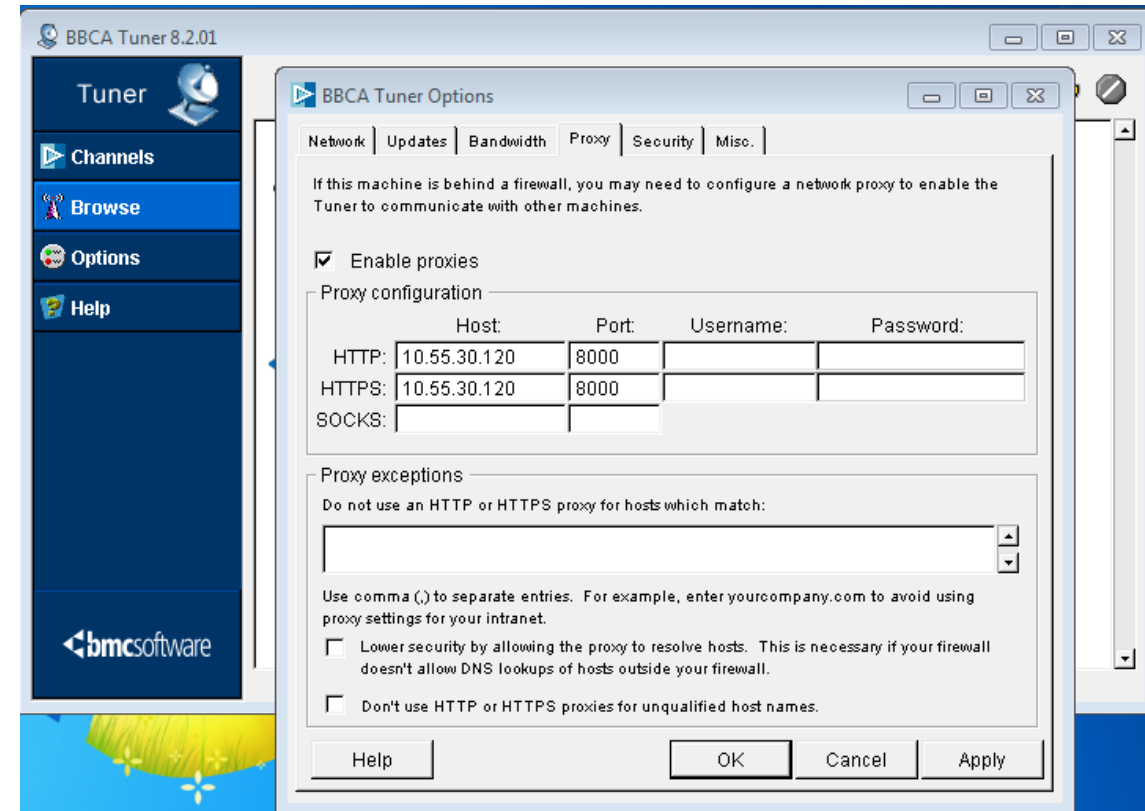 BBCA Tuner 8.2.01
Tuner
Channels
Browse
Options
Help
bmcsoftware
BBCA Tuner Options
Network Updates Bandwidth Proxy Security Misc.
If this machine is behind a firewall, you may need to configure a network proxy to enable the
Tuner to communicate with other machines.
Enable proxies
Proxy configuration
Host: Port: Username: Password:
HTTP: 10.55.30.120 8000
HTTPS: 10.55.30.120 8000
SOCKS:
Proxy exceptions
Do not use an HTTP or HTTPS proxy for hosts which match:
Use comma (,) to separate entries. For example, enter yourcompany.com to avoid using
proxy settings for your intranet.
Lower security by allowing the proxy to resolve hosts. This is necessary if your firewall
doesn't allow DNS lookups of hosts outside your firewall.
Don't use HTTP or HTTPS proxies for unqualified host names.
Help OK Cancel Apply